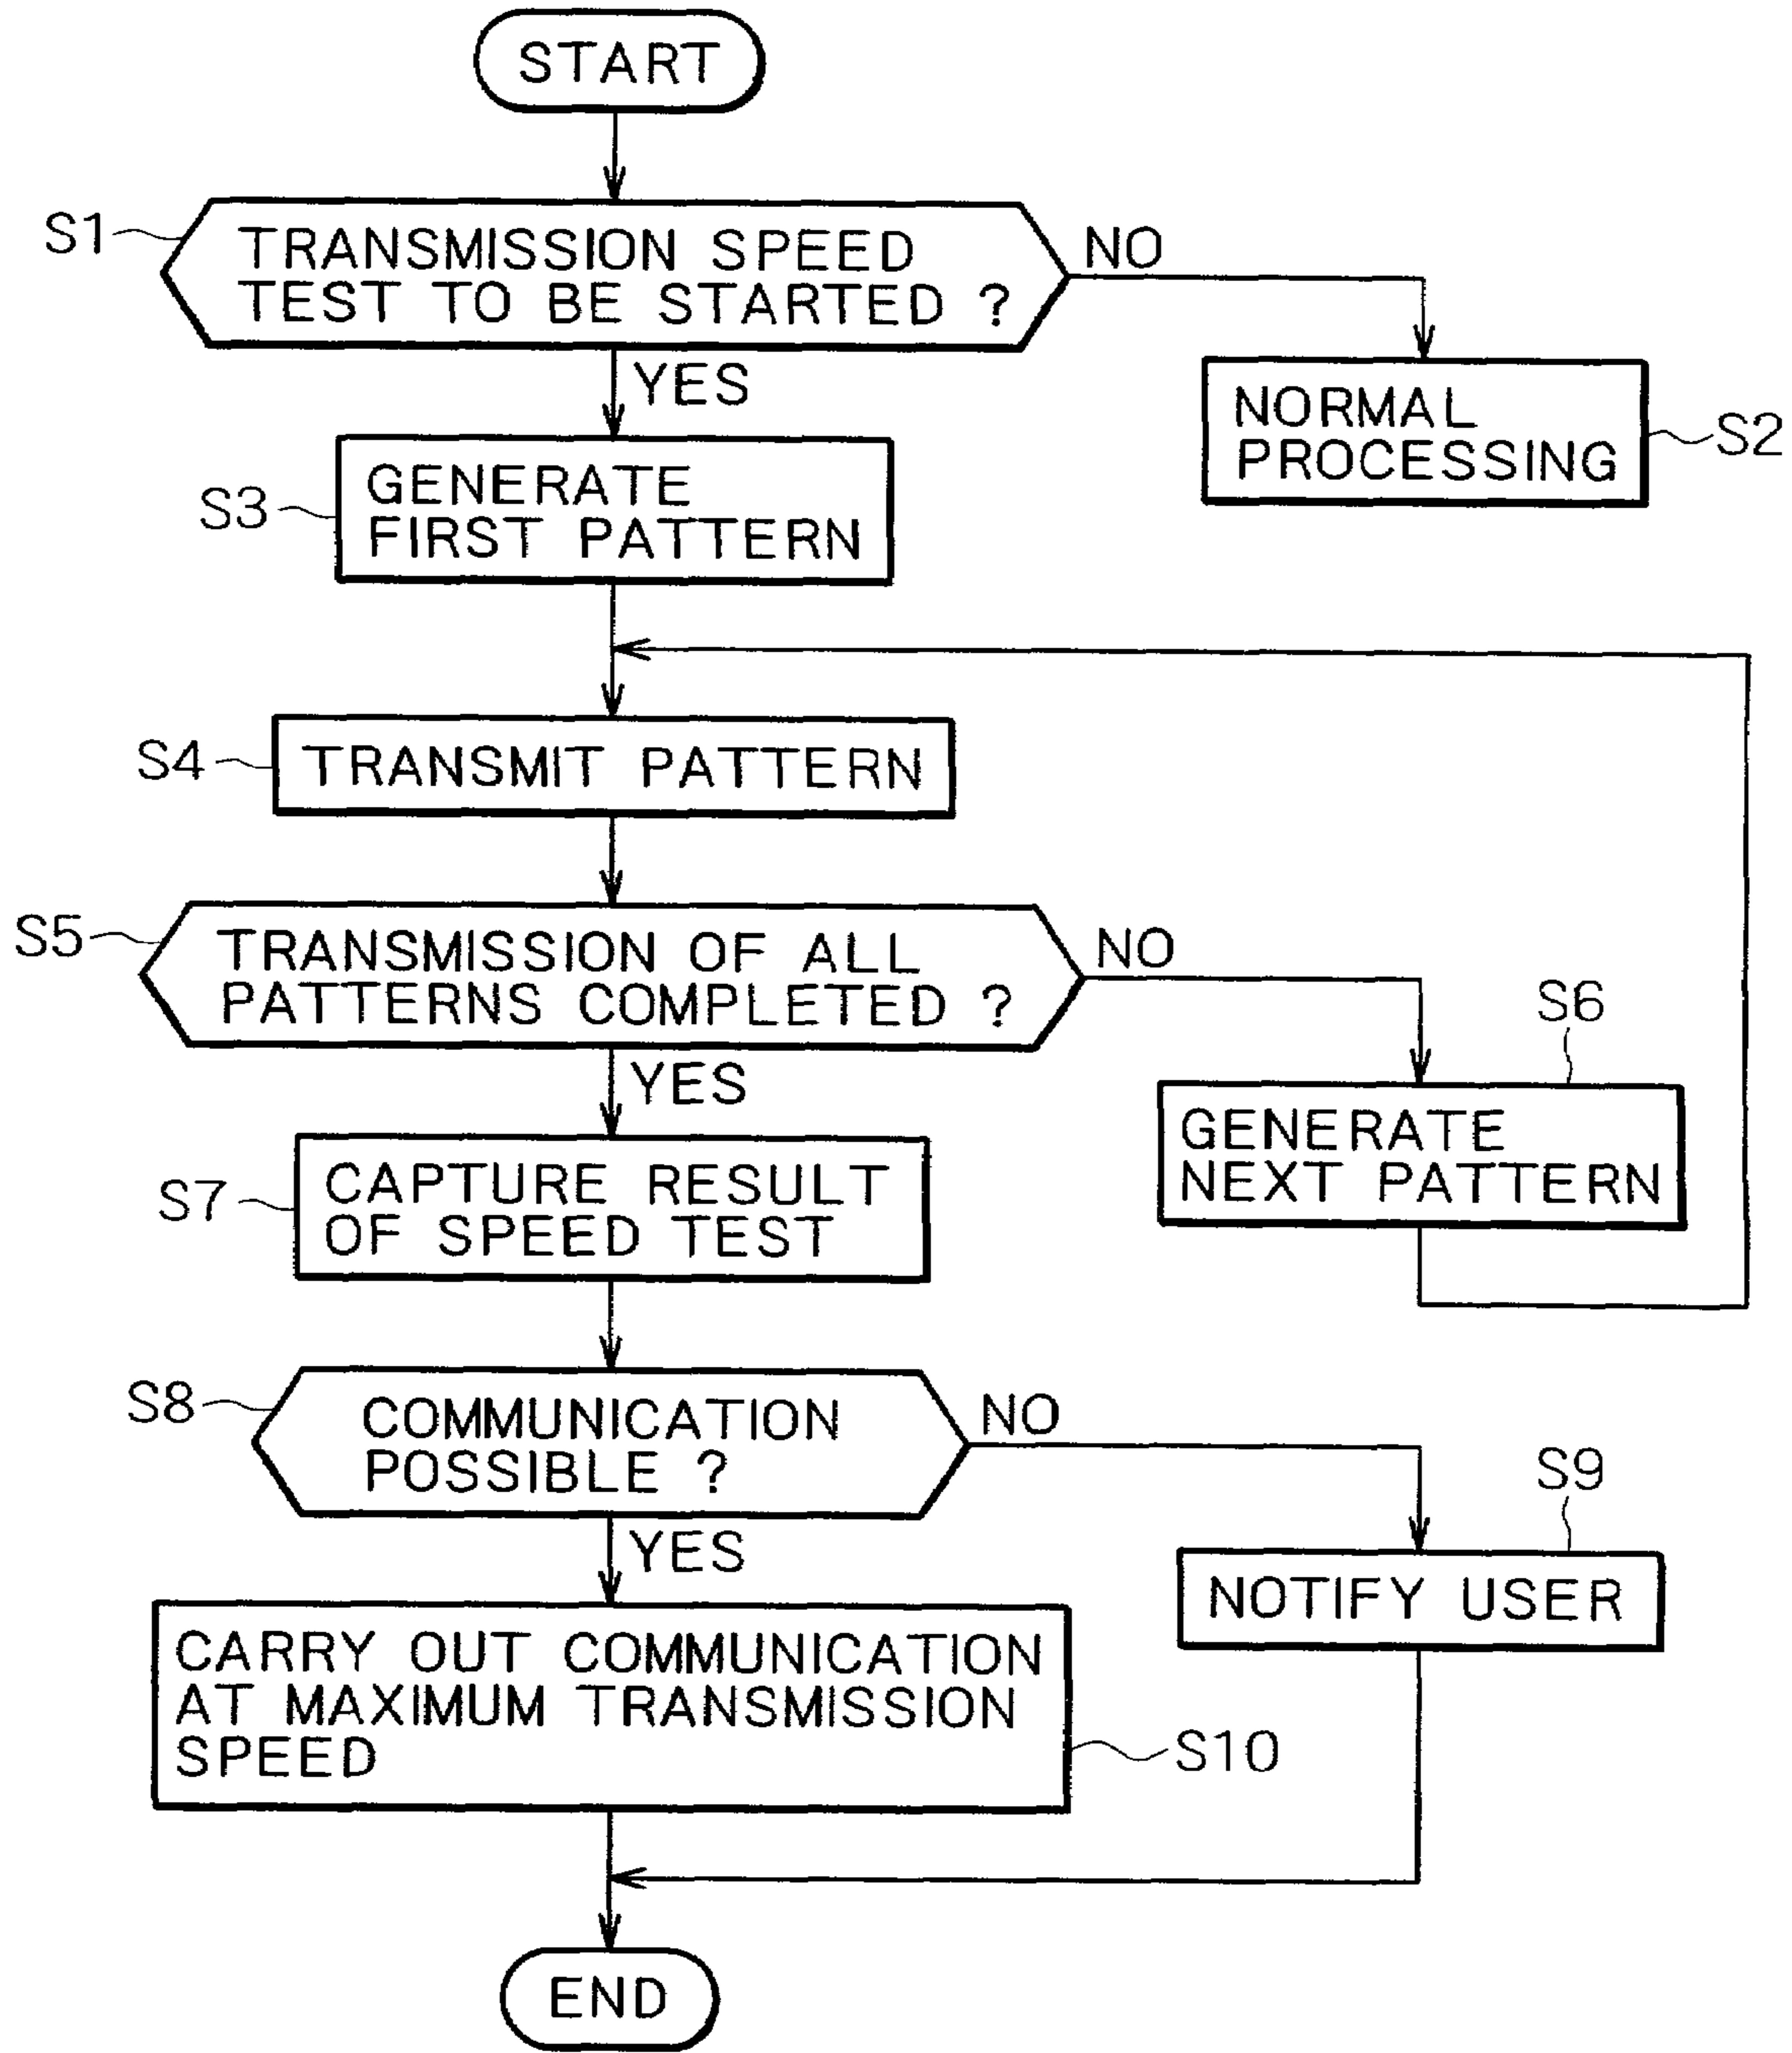 START
S1
TRANSMISSION SPEED
TEST TO BE STARTED ?
NO
YES
NORMAL
PROCESSING
S2
S3
GENERATE
FIRST PATTERN
S4
TRANSMIT PATTERN
S5
TRANSMISSION OF ALL
PATTERNS COMPLETED ?
NO
YES
S6
GENERATE
NEXT PATTERN
S7
CAPTURE RESULT
OF SPEED TEST
S8
COMMUNICATION
POSSIBLE ?
NO
YES
S9
NOTIFY USER
CARRY OUT COMMUNICATION
AT MAXIMUM TRANSMISSION
SPEED
S10
END